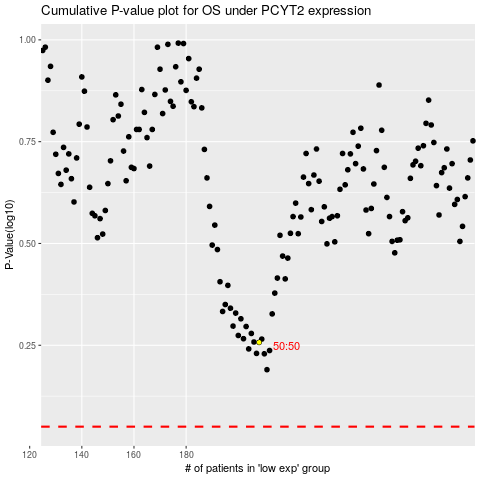 Cumulative P-value plot for OS under PCYT2 expression
P-Value(log10)
1.00
0.75
0.50
0.25
50:50
120 140 160 180
# of patients in 'low exp' group